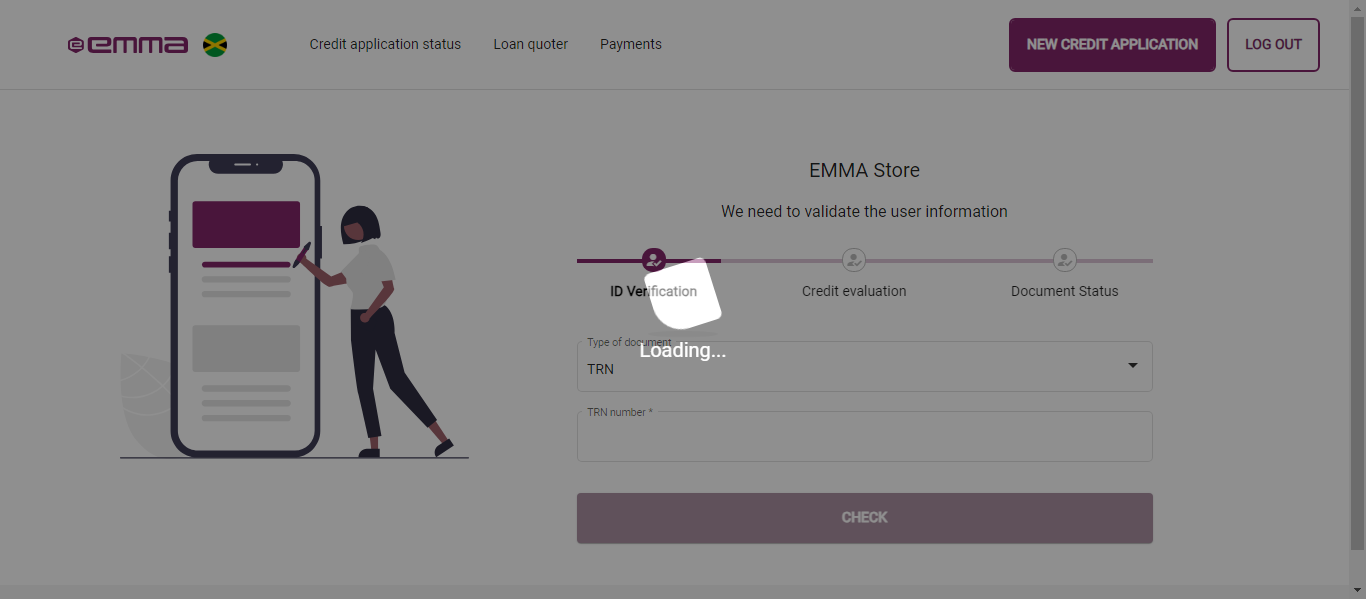 emma
Credit application status
Loan quoter
Payments
NEW CREDIT APPLICATION
LOG OUT
EMMA Store
We need to validate the user information
ID Verification
Credit evaluation
Document Status
Loading...
Type of document
TRN
TRN number *
CHECK